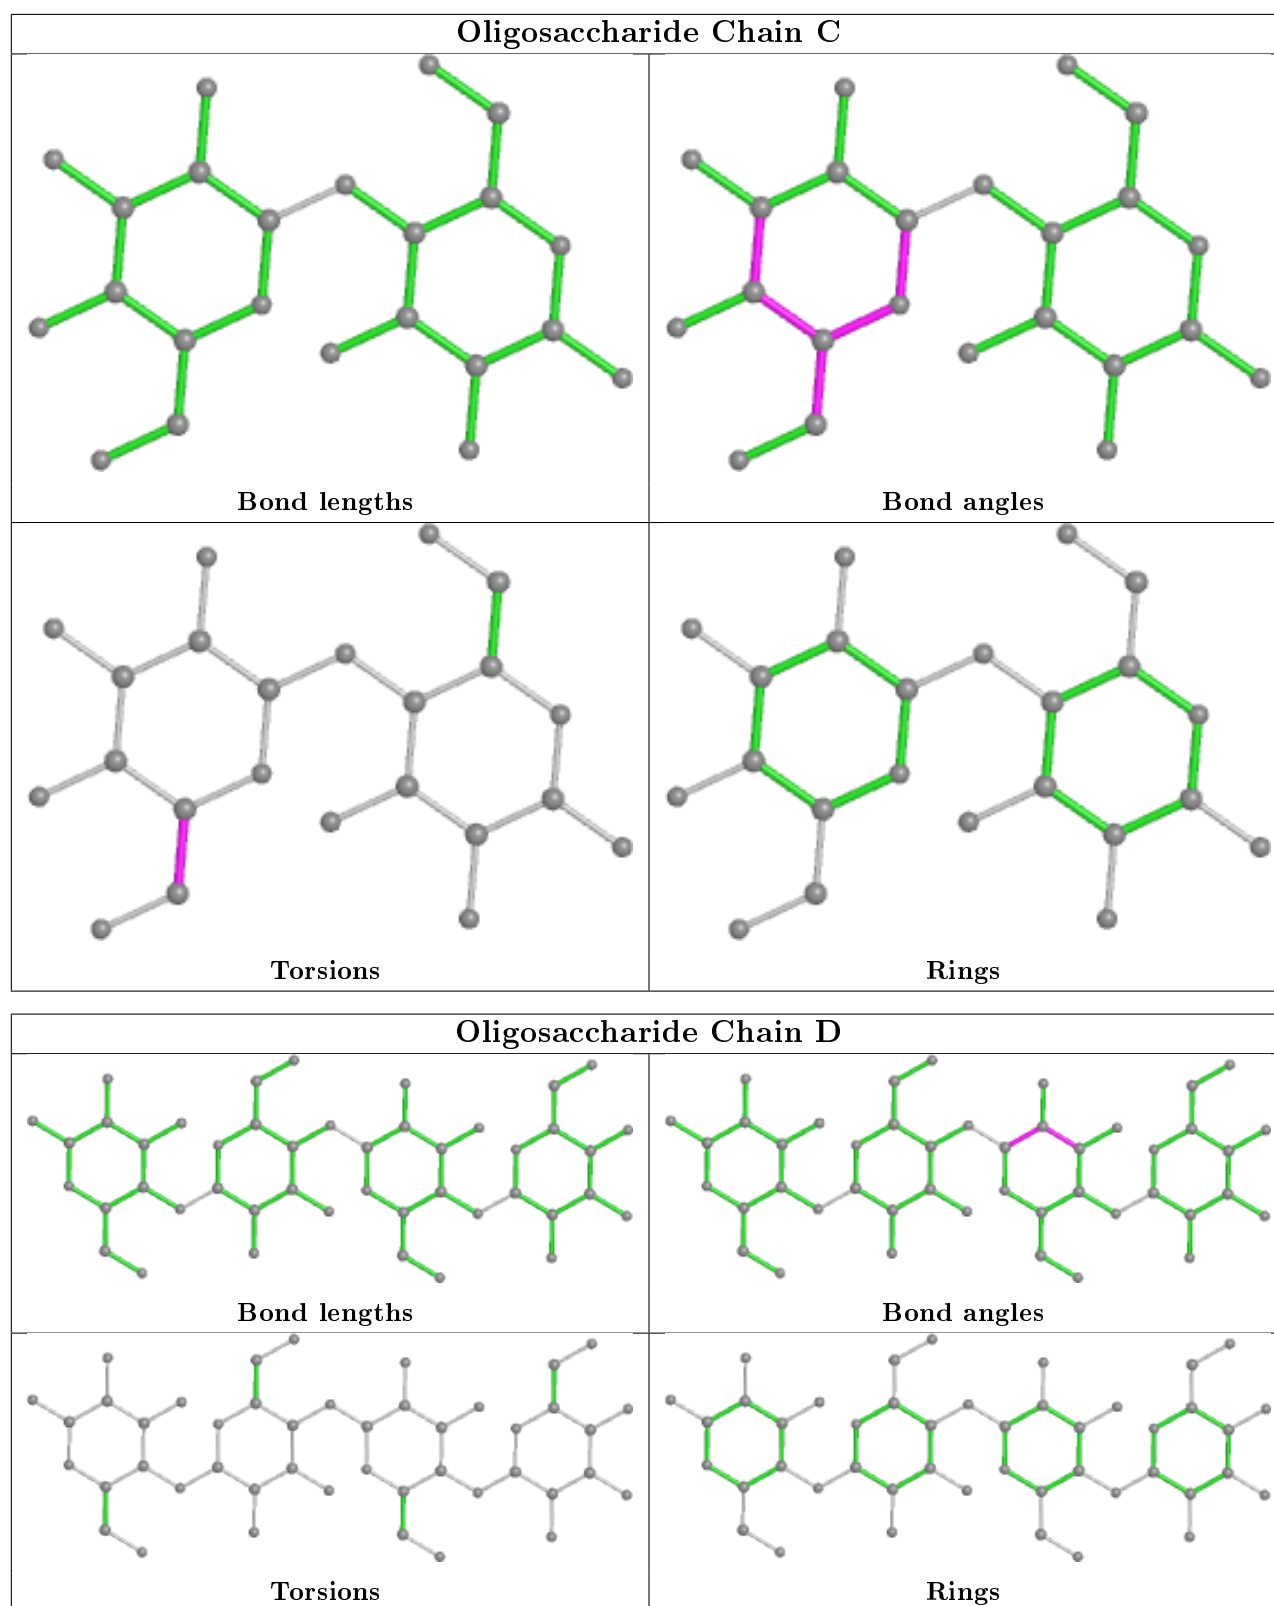 Oligosaccharide Chain C
Bond lengths
Bond angles
Torsions
Rings
Oligosaccharide Chain D
Bond lengths
Bond angles
Torsions
Rings